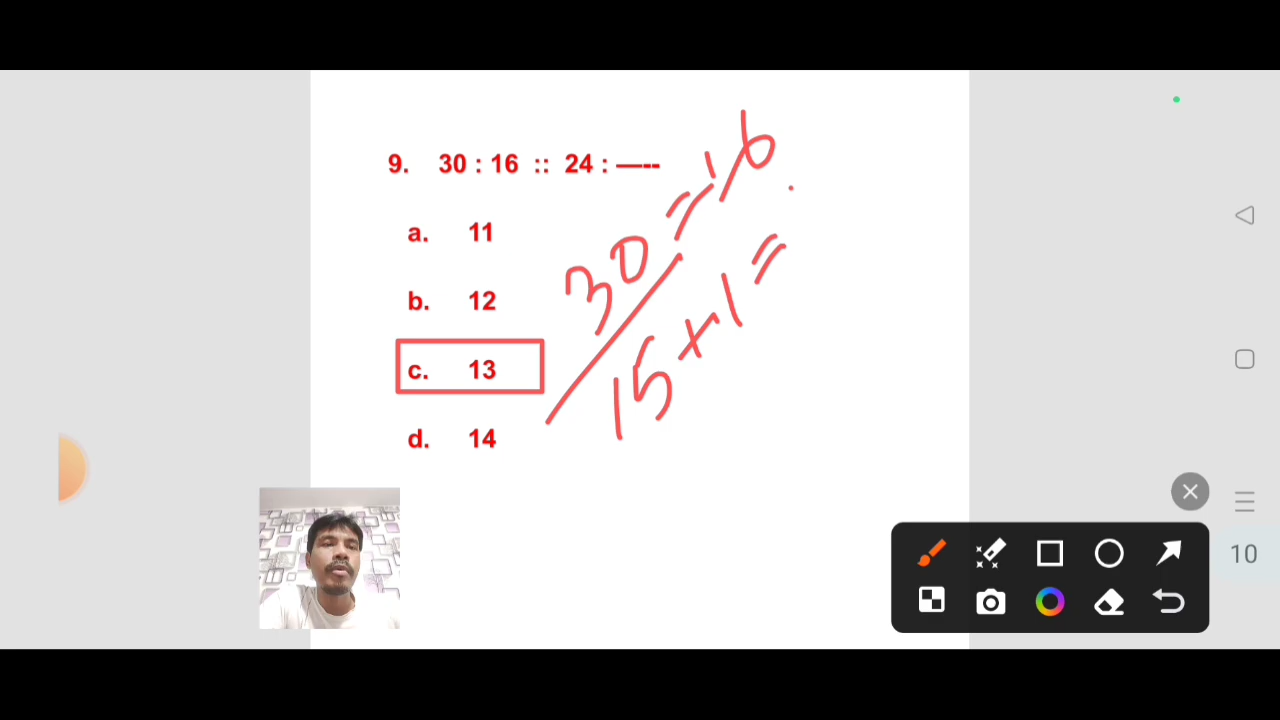 9. 30 : 16 :: 24 : —--
a. 11
b. 12
c. 13
d. 14
30 = 16
15 + 1 =
10